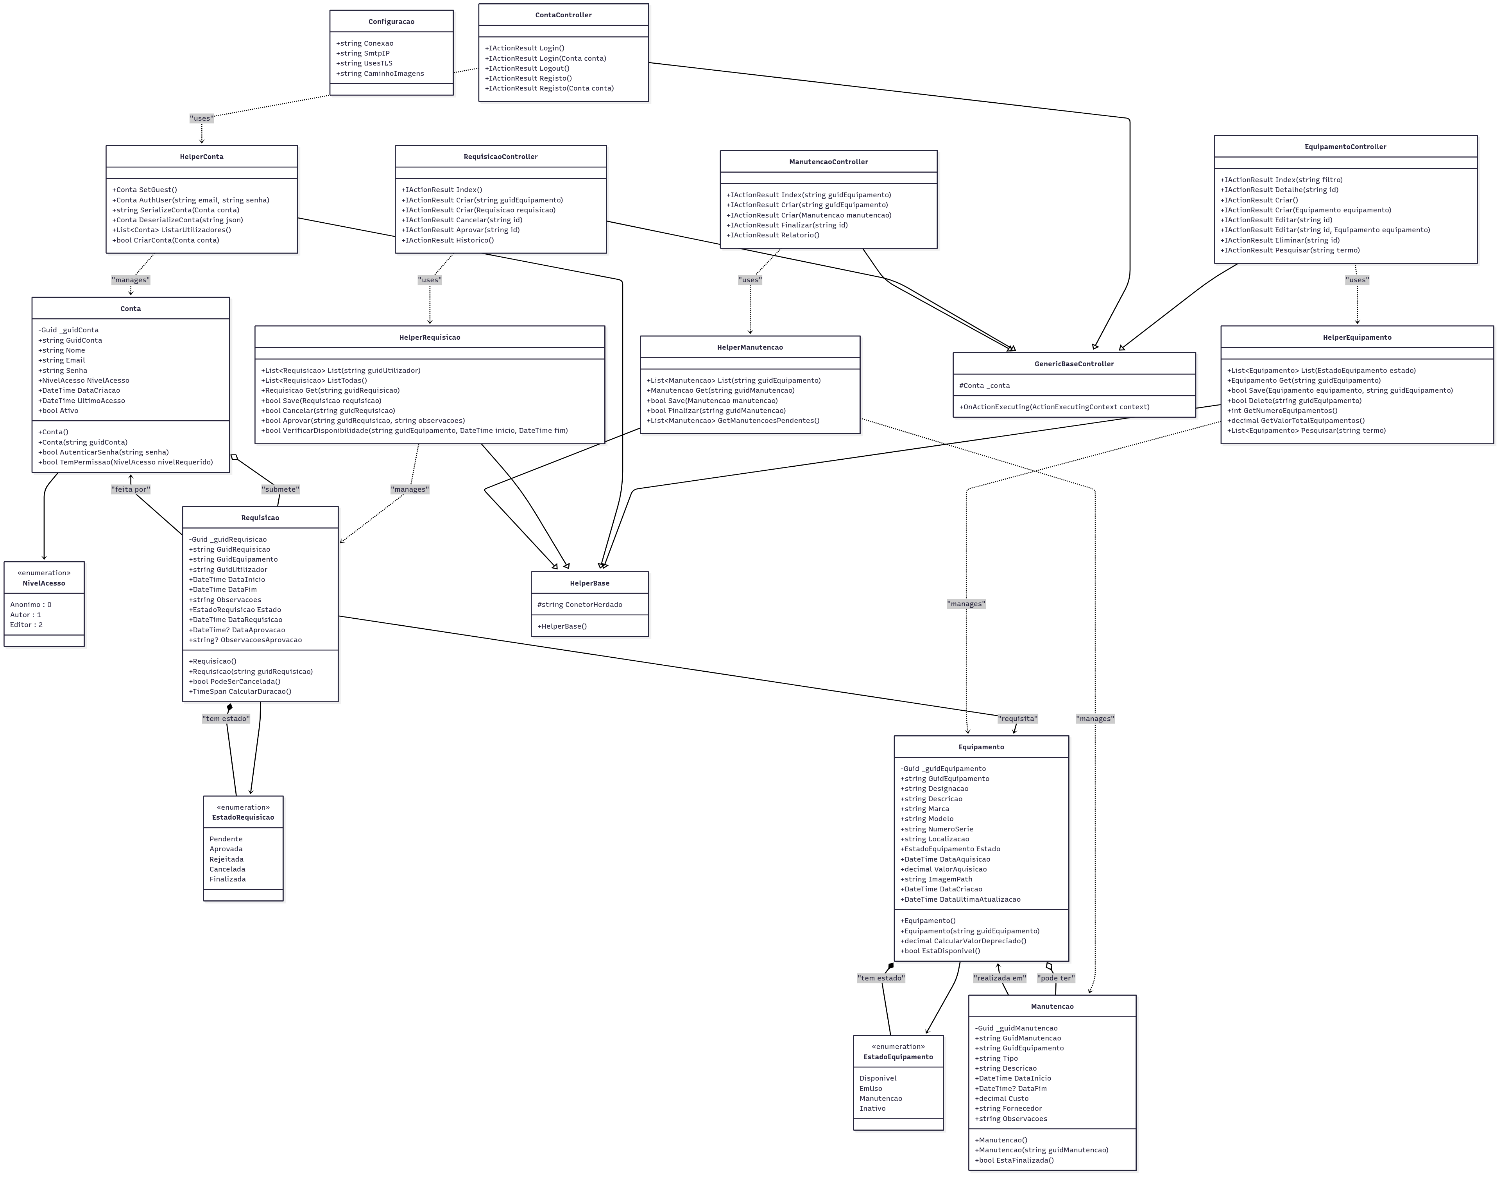 Configuracao
+string Conexao
+string SmtpIP
+string UsesTLS
+string CaminhoImagens
ContaController
+IActionResult Login()
+IActionResult Login(Conta conta)
+IActionResult Logout()
+IActionResult Registo()
+IActionResult Registo(Conta conta)
"uses"
HelperConta
+Conta SetGuest()
+Conta AuthUser(string email, string senha)
+string SerializeConta(Conta conta)
+Conta DeserializeConta(string json)
+List<Conta> ListarUtilizadores()
+bool CriarConta(Conta conta)
RequisicaoController
+IActionResult Index()
+IActionResult Criar(string guidEquipamento)
+IActionResult Criar(Requisicao requisicao)
+IActionResult Cancelar(string id)
+IActionResult Aprovar(string id)
+IActionResult Historico()
ManutencaoController
+IActionResult Index(string guidEquipamento)
+IActionResult Criar(string guidEquipamento)
+IActionResult Criar(Manutencao manutencao)
+IActionResult Finalizar(string id)
+IActionResult Relatorio()
EquipamentoController
+IActionResult Index(string filtro)
+IActionResult Detalhe(string id)
+IActionResult Criar()
+IActionResult Criar(Equipamento equipamento)
+IActionResult Editar(string id)
+IActionResult Editar(string id, Equipamento equipamento)
+IActionResult Eliminar(string id)
+IActionResult Pesquisar(string termo)
"manages"
"uses"
"uses"
"uses"
Conta
-Guid _guidConta
+string GuidConta
+string Nome
+string Email
+string Senha
+NivelAcesso NivelAcesso
+DateTime DataCriacao
+DateTime UltimoAcesso
+bool Ativo
+Conta()
+Conta(string guidConta)
+bool AutenticarSenha(string senha)
+bool TemPermissao(NivelAcesso nivelRequerido)
HelperRequisicao
+List<Requisicao> List(string guidUtilizador)
+List<Requisicao> ListTodas()
+Requisicao Get(string guidRequisicao)
+bool Save(Requisicao requisicao)
+bool Cancelar(string guidRequisicao)
+bool Aprovar(string guidRequisicao, string observacoes)
+bool VerificarDisponibilidade(string guidEquipamento, DateTime inicio, DateTime fim)
HelperManutencao
+List<Manutencao> List(string guidEquipamento)
+Manutencao Get(string guidManutencao)
+bool Save(Manutencao manutencao)
+bool Finalizar(string guidManutencao)
+List<Manutencao> GetManutencoesPendentes()
GenericBaseController
#Conta _conta
+OnActionExecuting(ActionExecutingContext context)
HelperEquipamento
+List<Equipamento> List(EstadoEquipamento estado)
+Equipamento Get(string guidEquipamento)
+bool Save(Equipamento equipamento, string guidEquipamento)
+bool Delete(string guidEquipamento)
+int GetNumeroEquipamentos()
+decimal GetValorTotalEquipamentos()
+List<Equipamento> Pesquisar(string termo)
"feita por"
"submete"
"manages"
Requisicao
-Guid _guidRequisicao
+string GuidRequisicao
+string GuidEquipamento
+string GuidUtilizador
+DateTime DataInicio
+DateTime DataFim
+string Observacoes
+EstadoRequisicao Estado
+DateTime DataRequisicao
+DateTime? DataAprovacao
+string? ObservacoesAprovacao
+Requisicao()
+Requisicao(string guidRequisicao)
+bool PodeSerCancelada()
+TimeSpan CalcularDuracao()
«enumeration»
NivelAcesso
Anonimo : 0
Autor : 1
Editor : 2
HelperBase
#string ConetorHerdado
+HelperBase()
"manages"
"tem estado"
"requisita"
"manages"
«enumeration»
EstadoRequisicao
Pendente
Aprovada
Rejeitada
Cancelada
Finalizada
Equipamento
-Guid _guidEquipamento
+string GuidEquipamento
+string Designacao
+string Descricao
+string Marca
+string Modelo
+string NumeroSerie
+string Localizacao
+EstadoEquipamento Estado
+DateTime DataAquisicao
+decimal ValorAquisicao
+string ImagemPath
+DateTime DataCriacao
+DateTime DataUltimaAtualizacao
+Equipamento()
+Equipamento(string guidEquipamento)
+decimal CalcularValorDepreciado()
+bool EstaDisponivel()
"tem estado"
"realizada em"
"pode ter"
«enumeration»
EstadoEquipamento
Disponivel
EmUso
Manutencao
Inativo
Manutencao
-Guid _guidManutencao
+string GuidManutencao
+string GuidEquipamento
+string Tipo
+string Descricao
+DateTime DataInicio
+DateTime? DataFim
+decimal Custo
+string Fornecedor
+string Observacoes
+Manutencao()
+Manutencao(string guidManutencao)
+bool EstaFinalizada()